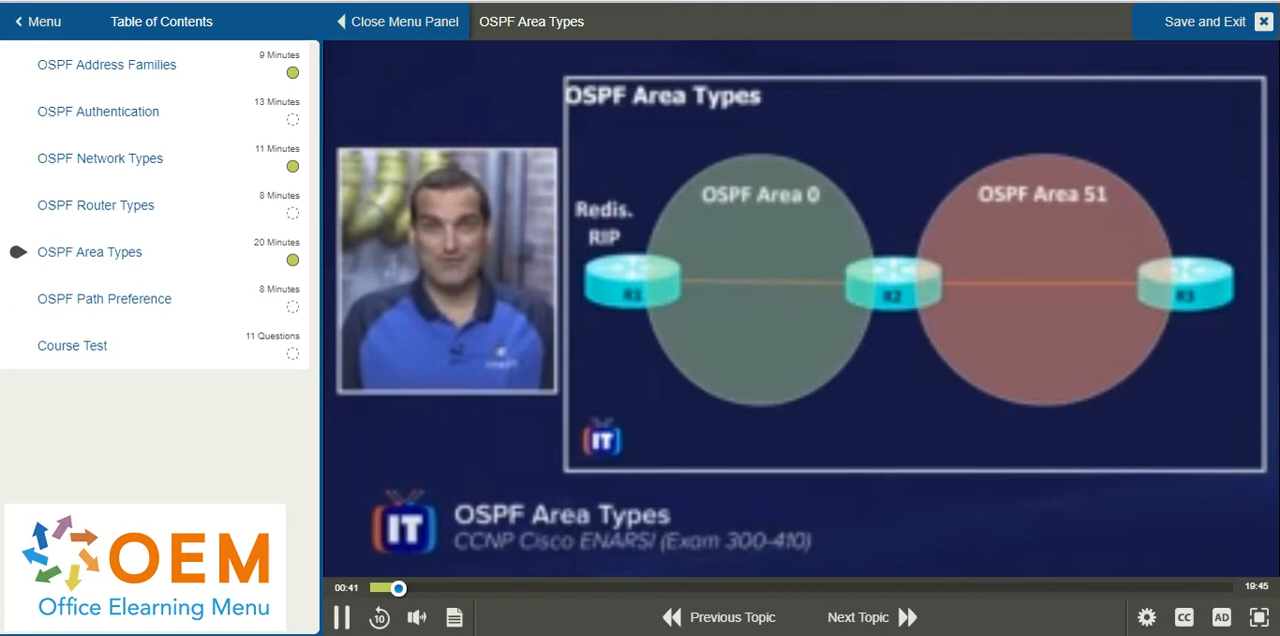 Menu
Table of Contents
Close Menu Panel
OSPF Area Types
Save and Exit
OSPF Address Families
9 Minutes
OSPF Authentication
13 Minutes
OSPF Network Types
11 Minutes
OSPF Router Types
8 Minutes
OSPF Area Types
20 Minutes
OSPF Path Preference
8 Minutes
Course Test
11 Questions
OEM
Office Elearning Menu
OSPF Area Types
Redis.
RIP
OSPF Area 0
OSPF Area 51
R1
R2
R3
IT
IT
OSPF Area Types
CCNP Cisco ENARSI (Exam 300-410)
00:41
19:45
10
Previous Topic
Next Topic
CC
AD